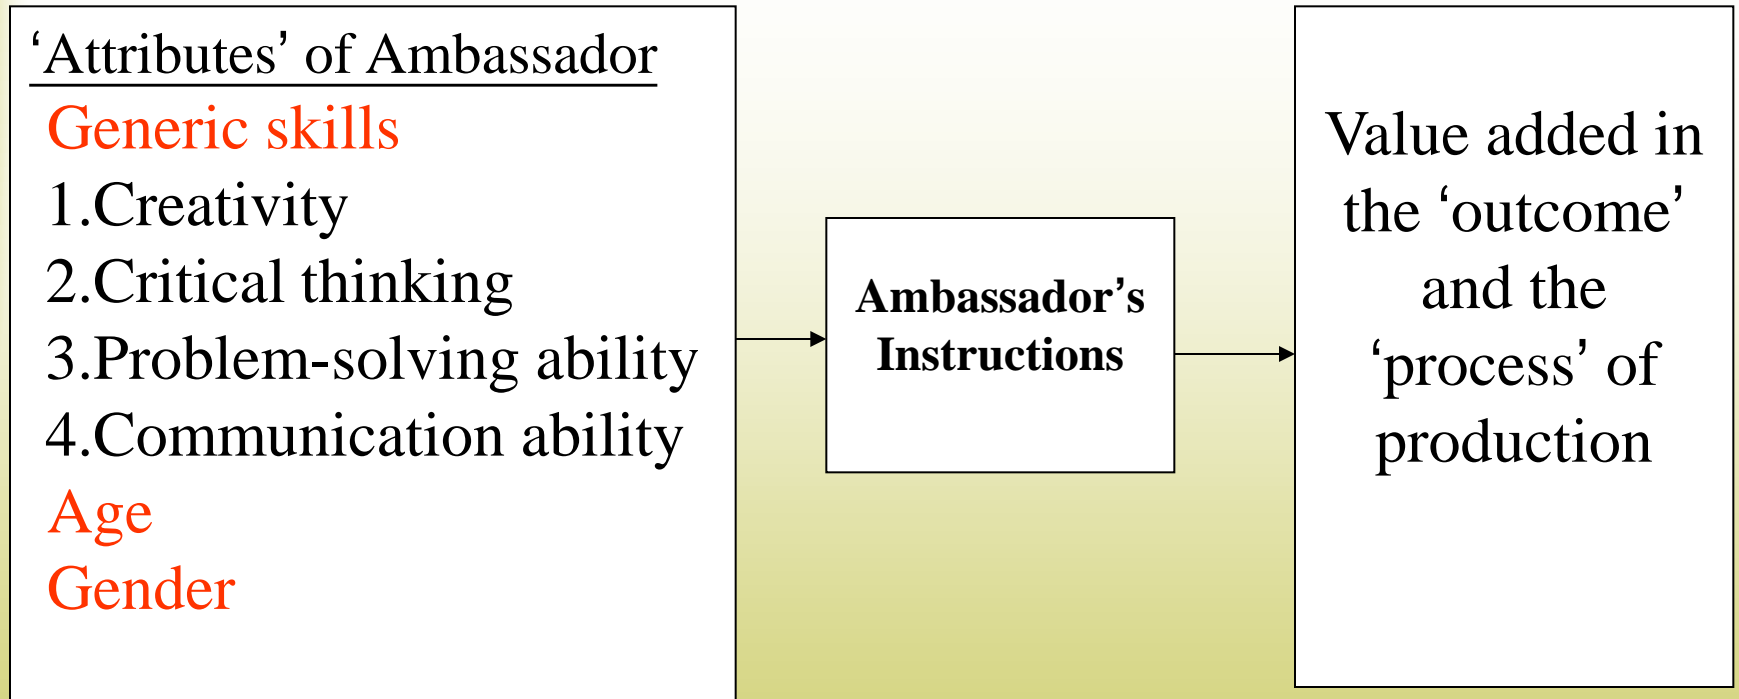 ‘Attributes’ of Ambassador
Generic skills
1.Creativity
2.Critical thinking
3.Problem-solving ability
4.Communication ability
Age
Gender
Ambassador’s
Instructions
Value added in
the ‘outcome’
and the
‘process’ of
production